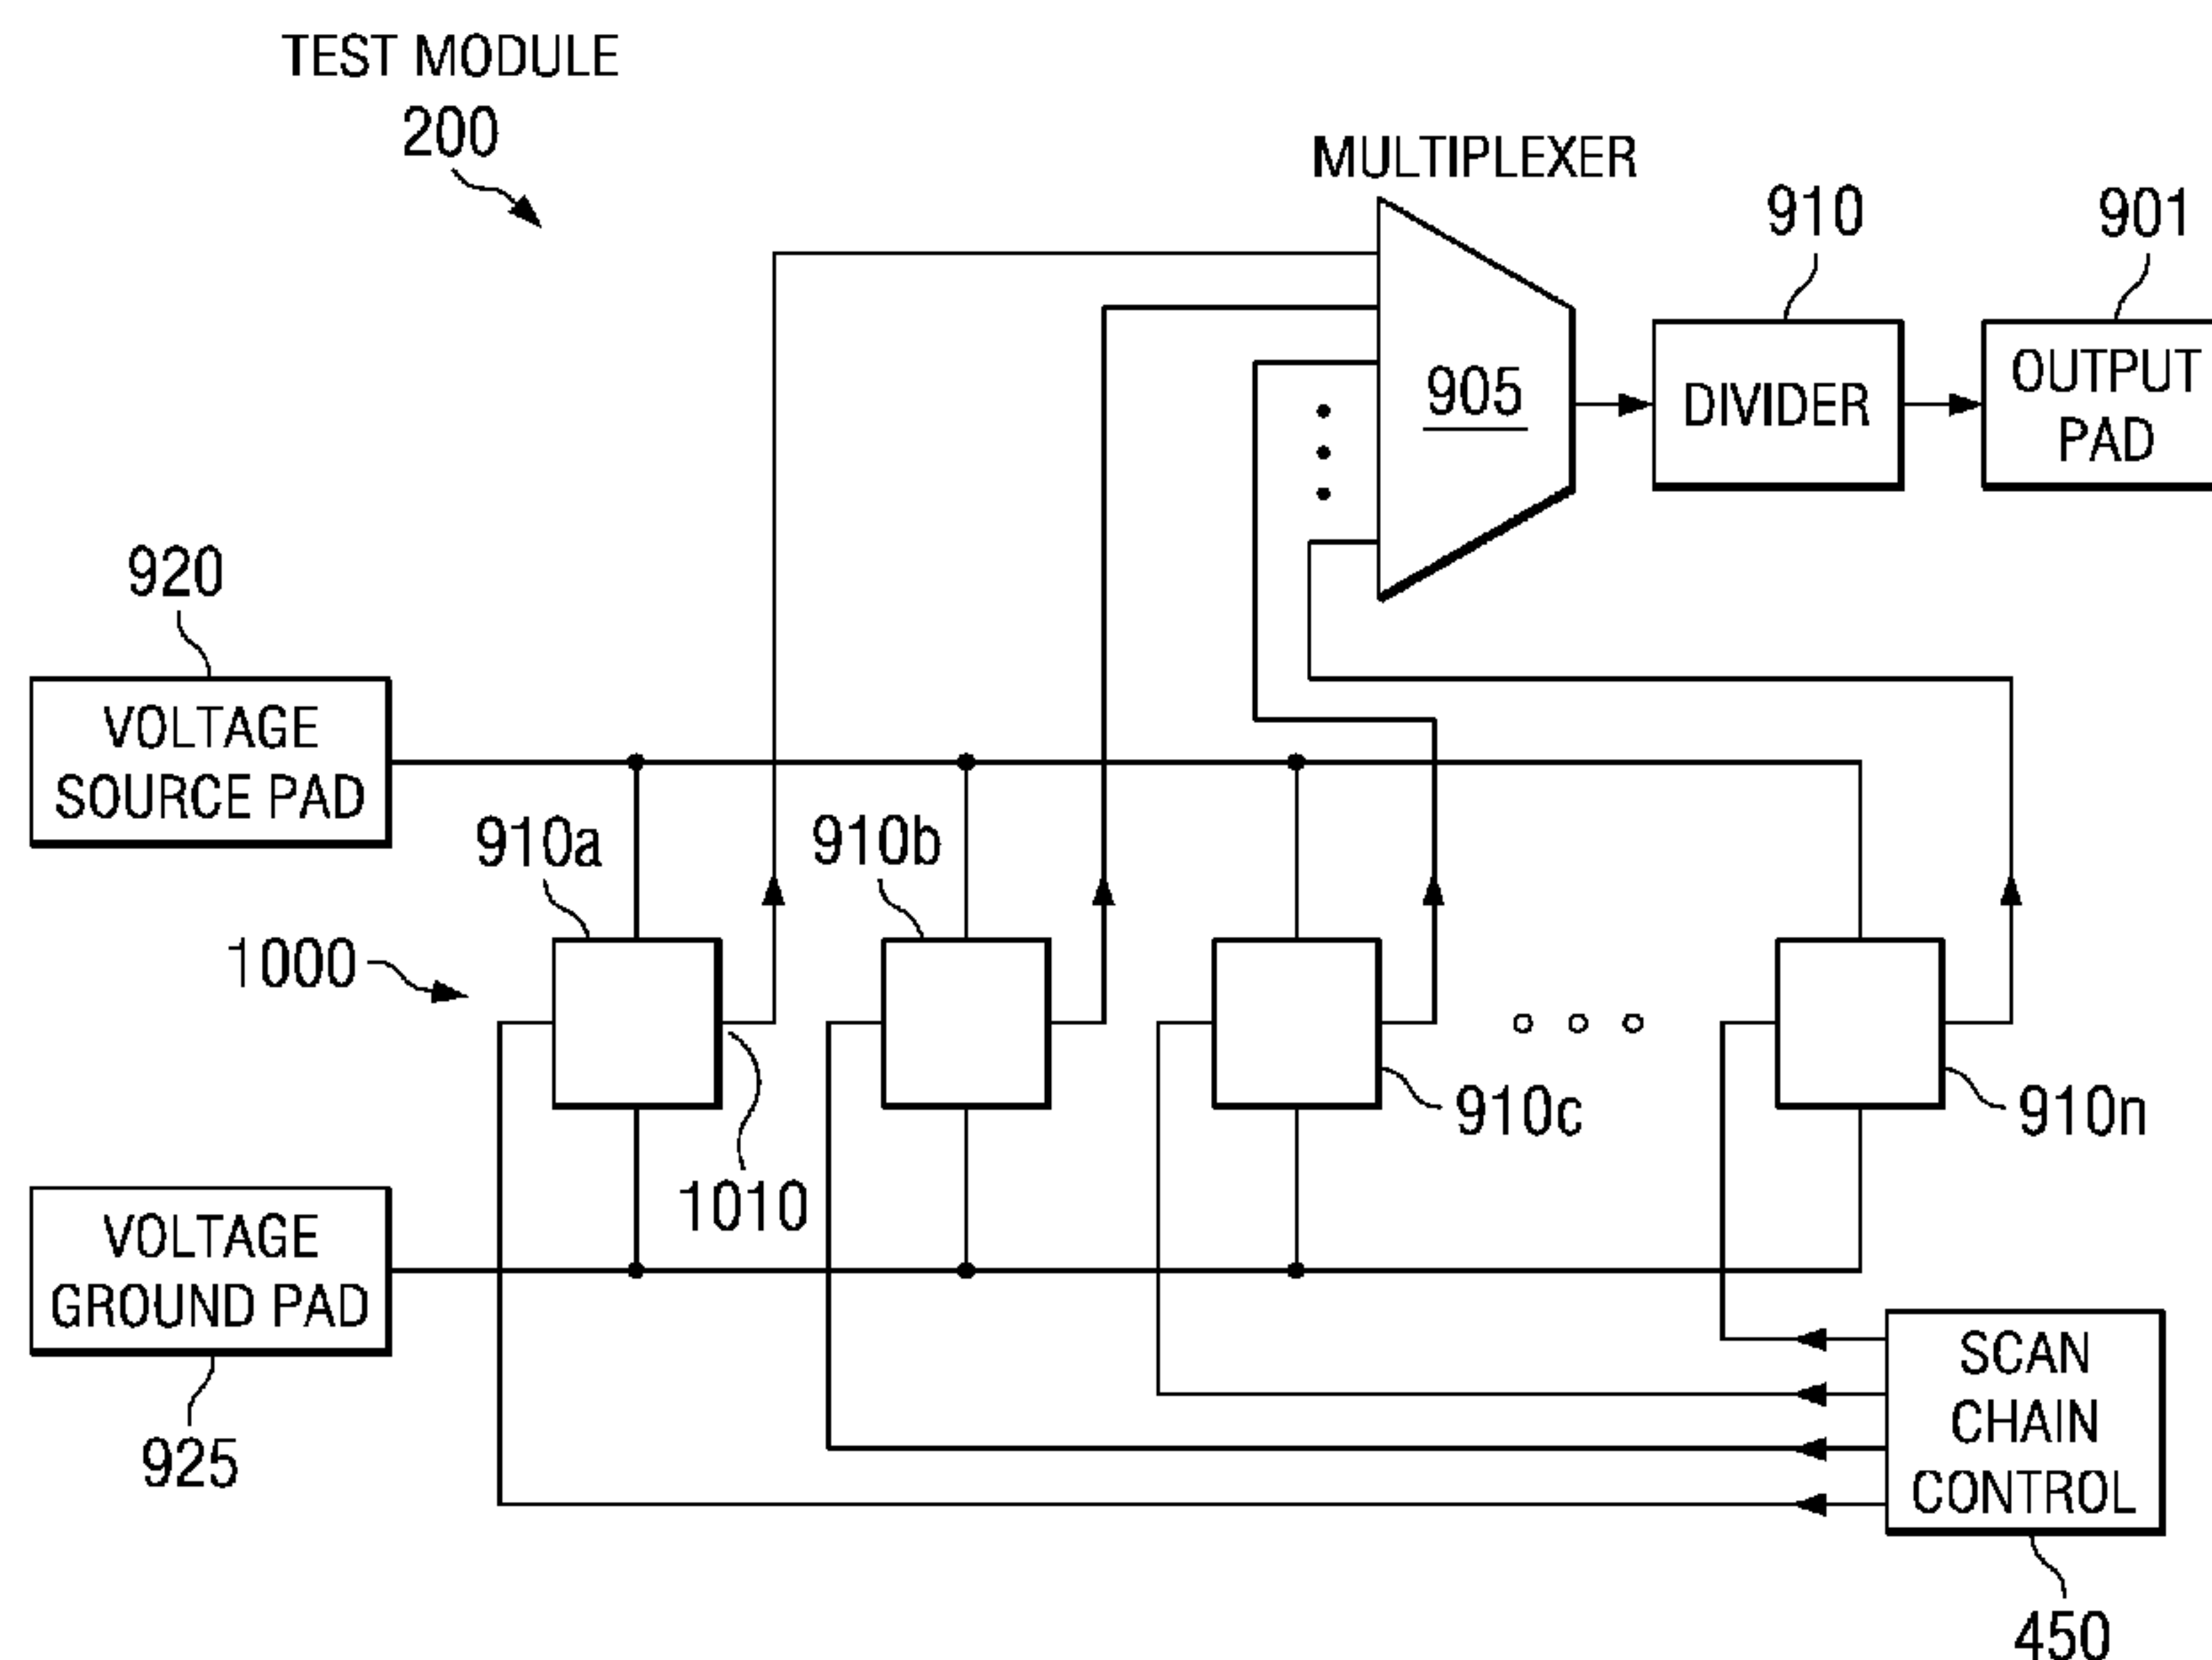 TEST MODULE
200
MULTIPLEXER
910
901
905
DIVIDER
OUTPUT
PAD
920
VOLTAGE
SOURCE PAD
910a
910b
1000
910c
910n
1010
VOLTAGE
GROUND PAD
925
SCAN
CHAIN
CONTROL
450